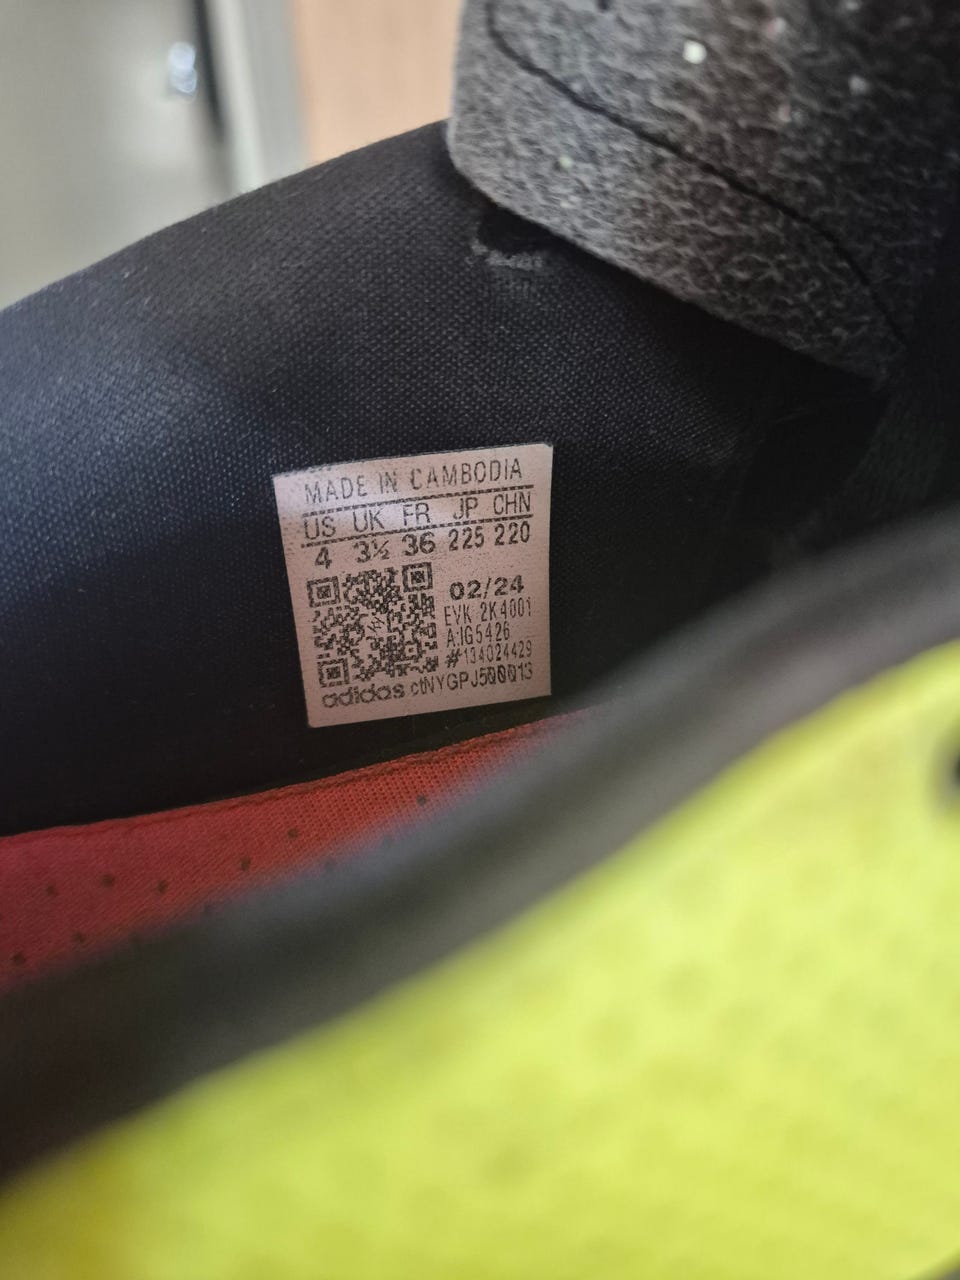 MADE IN CAMBODIA
US UK FR JP CHN
4 3½ 36 225 220
02/24
EVK 2K4001
A:IG5426
#134024429
adidas ctNYGPJ500013